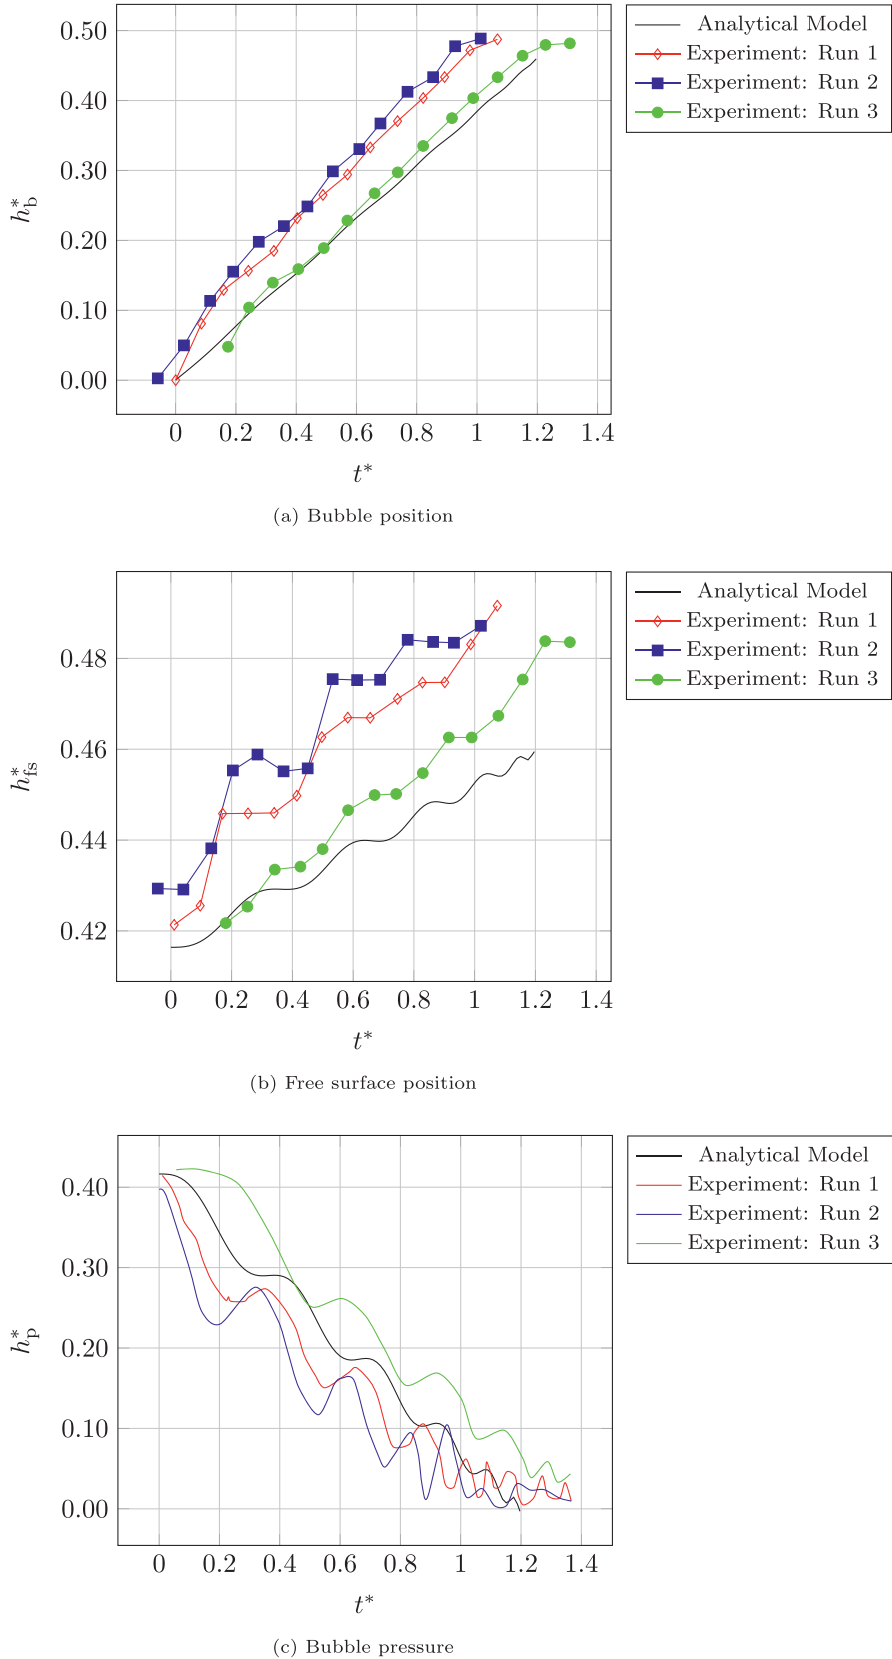 0.50
0.40
0.30
0.20
0.10
0.00
h*b
0 0.2 0.4 0.6 0.8 1 1.2 1.4
t*
Analytical Model
Experiment: Run 1
Experiment: Run 2
Experiment: Run 3
(a) Bubble position
0.48
0.46
0.44
0.42
h*fs
0 0.2 0.4 0.6 0.8 1 1.2 1.4
t*
Analytical Model
Experiment: Run 1
Experiment: Run 2
Experiment: Run 3
(b) Free surface position
0.40
0.30
0.20
0.10
0.00
h*p
0 0.2 0.4 0.6 0.8 1 1.2 1.4
t*
Analytical Model
Experiment: Run 1
Experiment: Run 2
Experiment: Run 3
(c) Bubble pressure